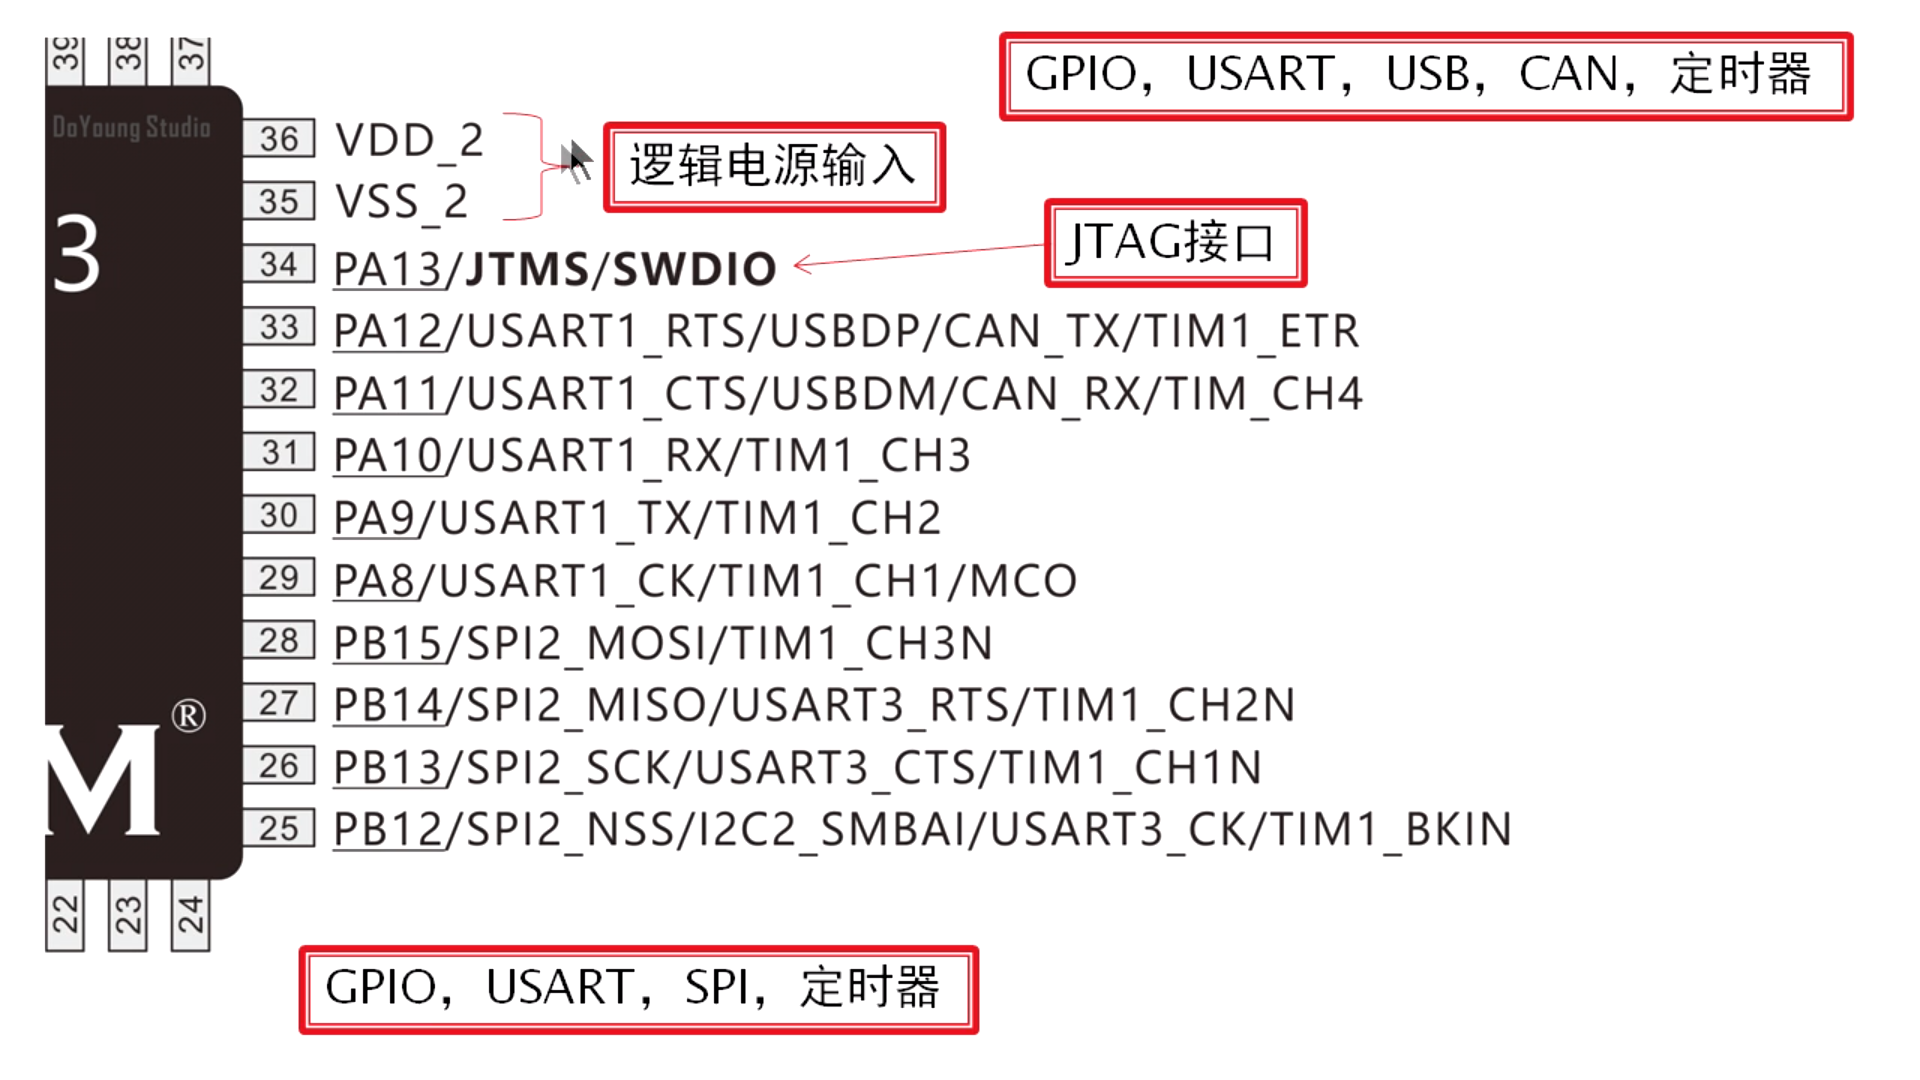 39 38 37
GPIO，USART，USB，CAN，定时器
DoYoung Studio
36 VDD_2
逻辑电源输入
35 VSS_2
3
JTAG接口
34 PA13/JTMS/SWDIO
33 PA12/USART1_RTS/USBDP/CAN_TX/TIM1_ETR
32 PA11/USART1_CTS/USBDM/CAN_RX/TIM_CH4
31 PA10/USART1_RX/TIM1_CH3
30 PA9/USART1_TX/TIM1_CH2
29 PA8/USART1_CK/TIM1_CH1/MCO
28 PB15/SPI2_MOSI/TIM1_CH3N
27 PB14/SPI2_MISO/USART3_RTS/TIM1_CH2N
M®
26 PB13/SPI2_SCK/USART3_CTS/TIM1_CH1N
25 PB12/SPI2_NSS/I2C2_SMBAI/USART3_CK/TIM1_BKIN
22 23 24
GPIO，USART，SPI，定时器